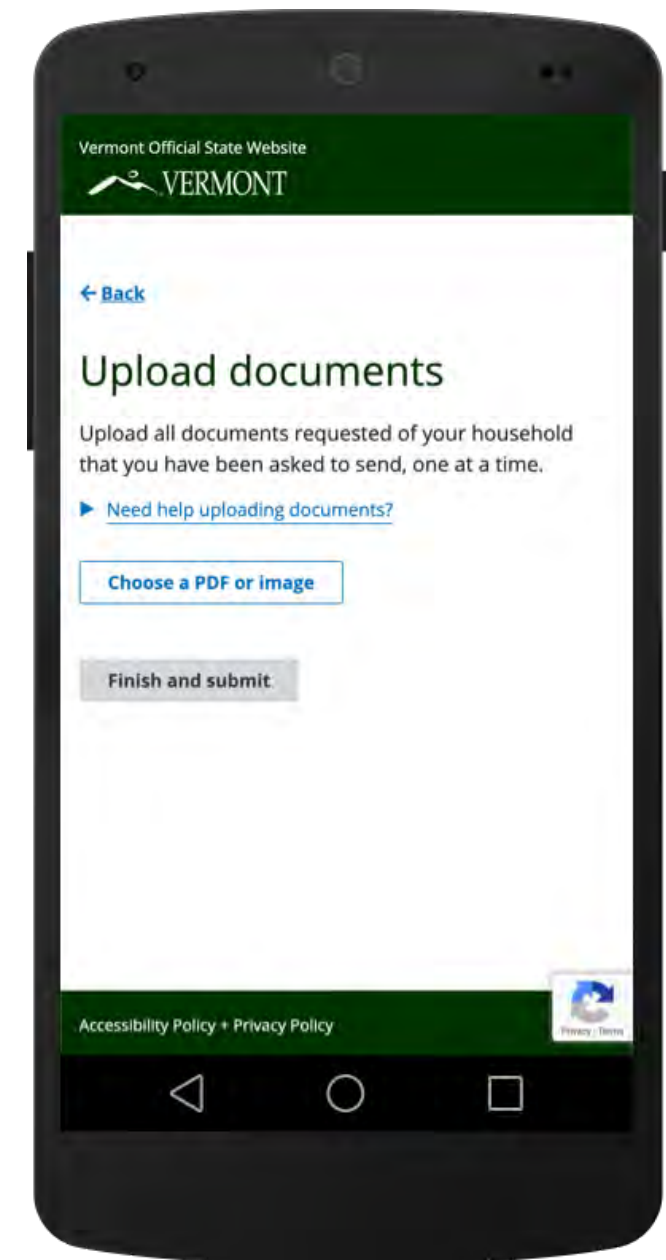 Vermont Official State Website
VERMONT
← Back
Upload documents
Upload all documents requested of your household
that you have been asked to send, one at a time.
▶ Need help uploading documents?
Choose a PDF or image
Finish and submit
Accessibility Policy + Privacy Policy
Privacy - Terms